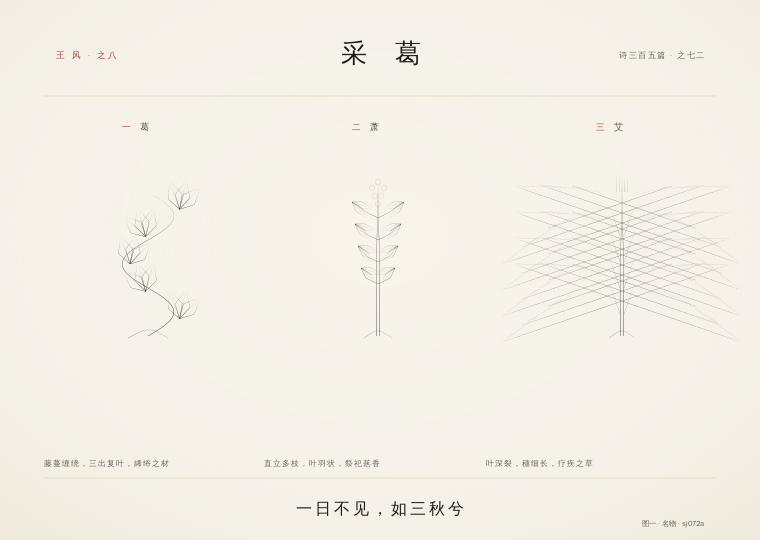 王 风 · 之八
采 葛
诗三百五篇 · 之七二
一 葛
二 萧
三 艾
藤蔓缠绕，三出复叶，絺绤之材
直立多枝，叶羽状，祭祀菸香
叶深裂，穗细长，疗疾之草
一日不见，如三秋兮
图一 · 名物 · sj072a